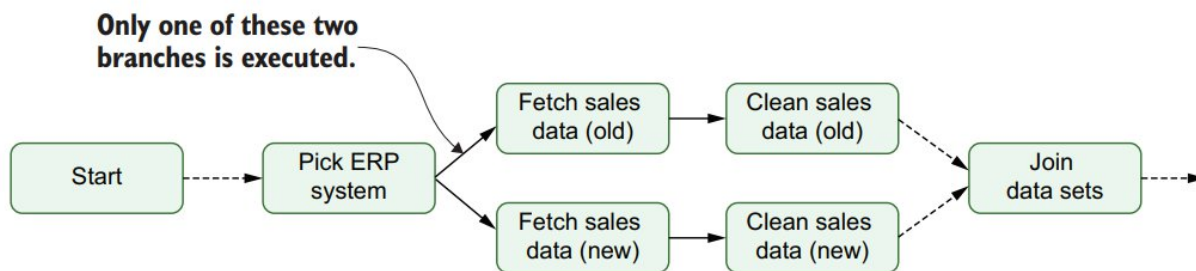 Only one of these two
branches is executed.
Start
Pick ERP
system
Fetch sales
data (old)
Clean sales
data (old)
Fetch sales
data (new)
Clean sales
data (new)
Join
data sets